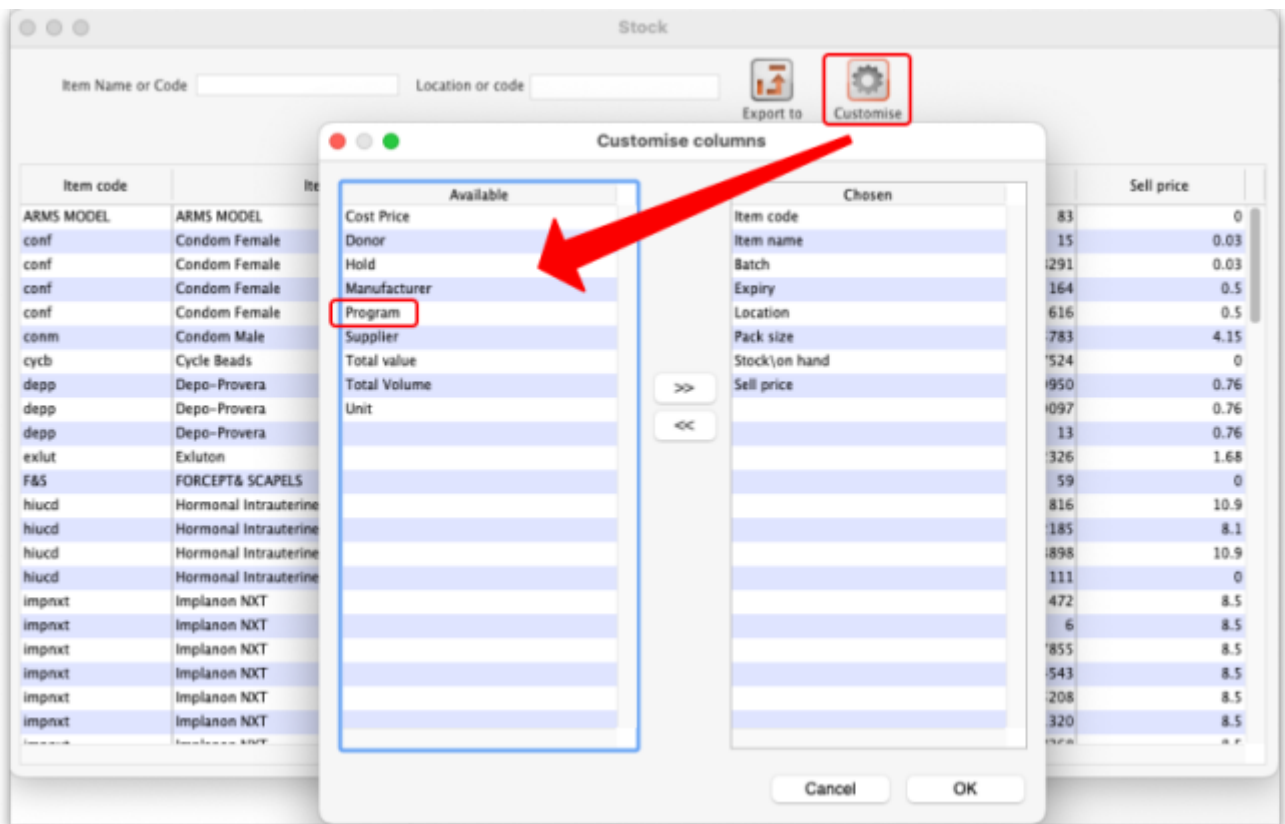 Stock
Item Name or Code
Location or code
Export to
Customise
Customise columns
Item code
Sell price
Available
Cost Price
Donor
Hold
Manufacturer
Program
Supplier
Total value
Total Volume
Unit
>>
<<
Chosen
Item code
Item name
Batch
Expiry
Location
Pack size
Stock\on hand
Sell price
ARMS MODEL ARMS MODEL 83 0
conf Condom Female 15 0.03
conf Condom Female 0.03
conf Condom Female 164 0.5
conf Condom Female 616 0.5
conm Condom Male 4.15
cycb Cycle Beads 0
depp Depo-Provera 0.76
depp Depo-Provera 0.76
depp Depo-Provera 13 0.76
exlut Exluton 1.68
F&S FORCEPT& SCAPELS 59 0
hiucd Hormonal Intrauterine 816 10.9
hiucd Hormonal Intrauterine 8.1
hiucd Hormonal Intrauterine 10.9
hiucd Hormonal Intrauterine 111 0
impnxt Implanon NXT 472 8.5
impnxt Implanon NXT 6 8.5
impnxt Implanon NXT 8.5
impnxt Implanon NXT 8.5
impnxt Implanon NXT 8.5
impnxt Implanon NXT 8.5
Cancel
OK